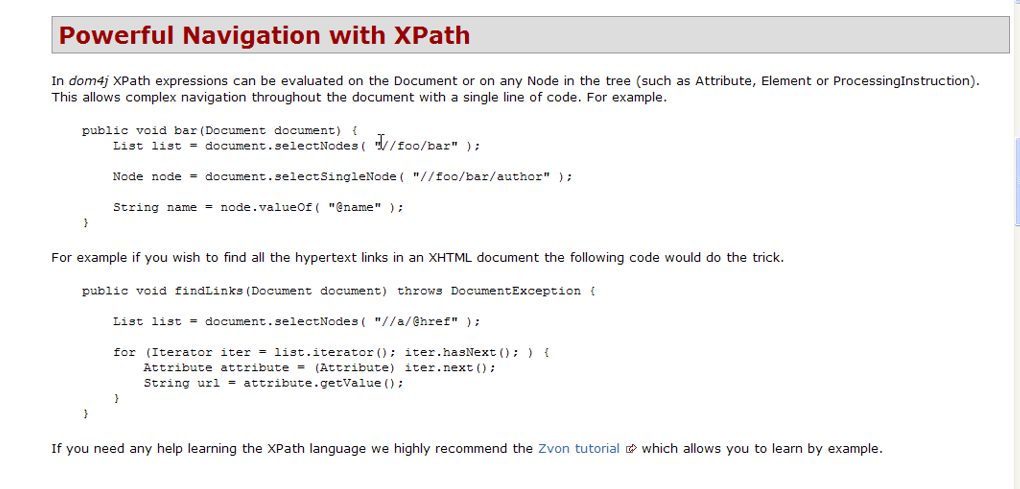 Powerful Navigation with XPath
In dom4j XPath expressions can be evaluated on the Document or on any Node in the tree (such as Attribute, Element or ProcessingInstruction).
This allows complex navigation throughout the document with a single line of code. For example.
public void bar(Document document) {
List list = document.selectNodes( "//foo/bar" );
Node node = document.selectSingleNode( "//foo/bar/author" );
String name = node.valueOf( "@name" );
}
For example if you wish to find all the hypertext links in an XHTML document the following code would do the trick.
public void findLinks(Document document) throws DocumentException {
List list = document.selectNodes( "//a/@href" );
for (Iterator iter = list.iterator(); iter.hasNext(); ) {
Attribute attribute = (Attribute) iter.next();
String url = attribute.getValue();
}
}
If you need any help learning the XPath language we highly recommend the Zvon tutorial which allows you to learn by example.